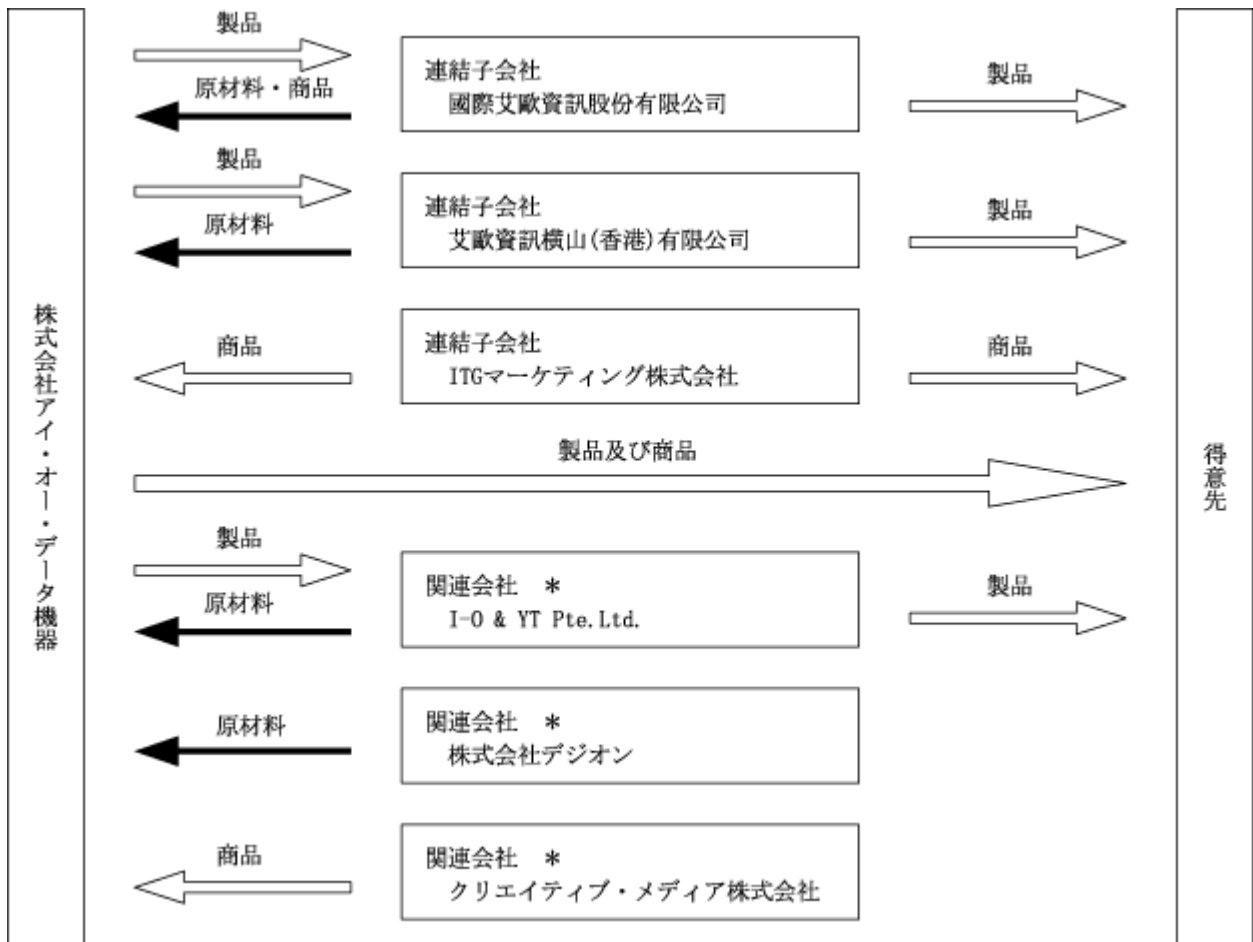 株式会社アイ・オー・データ機器
製品
原材料・商品
連結子会社
國際艾歐資訊股份有限公司
製品
製品
原材料
連結子会社
艾歐資訊横山(香港)有限公司
製品
商品
連結子会社
ITGマーケティング株式会社
商品
製品及び商品
製品
原材料
関連会社 *
I-O & YT Pte.Ltd.
製品
原材料
関連会社 *
株式会社デジオン
商品
関連会社 *
クリエイティブ・メディア株式会社
得意先